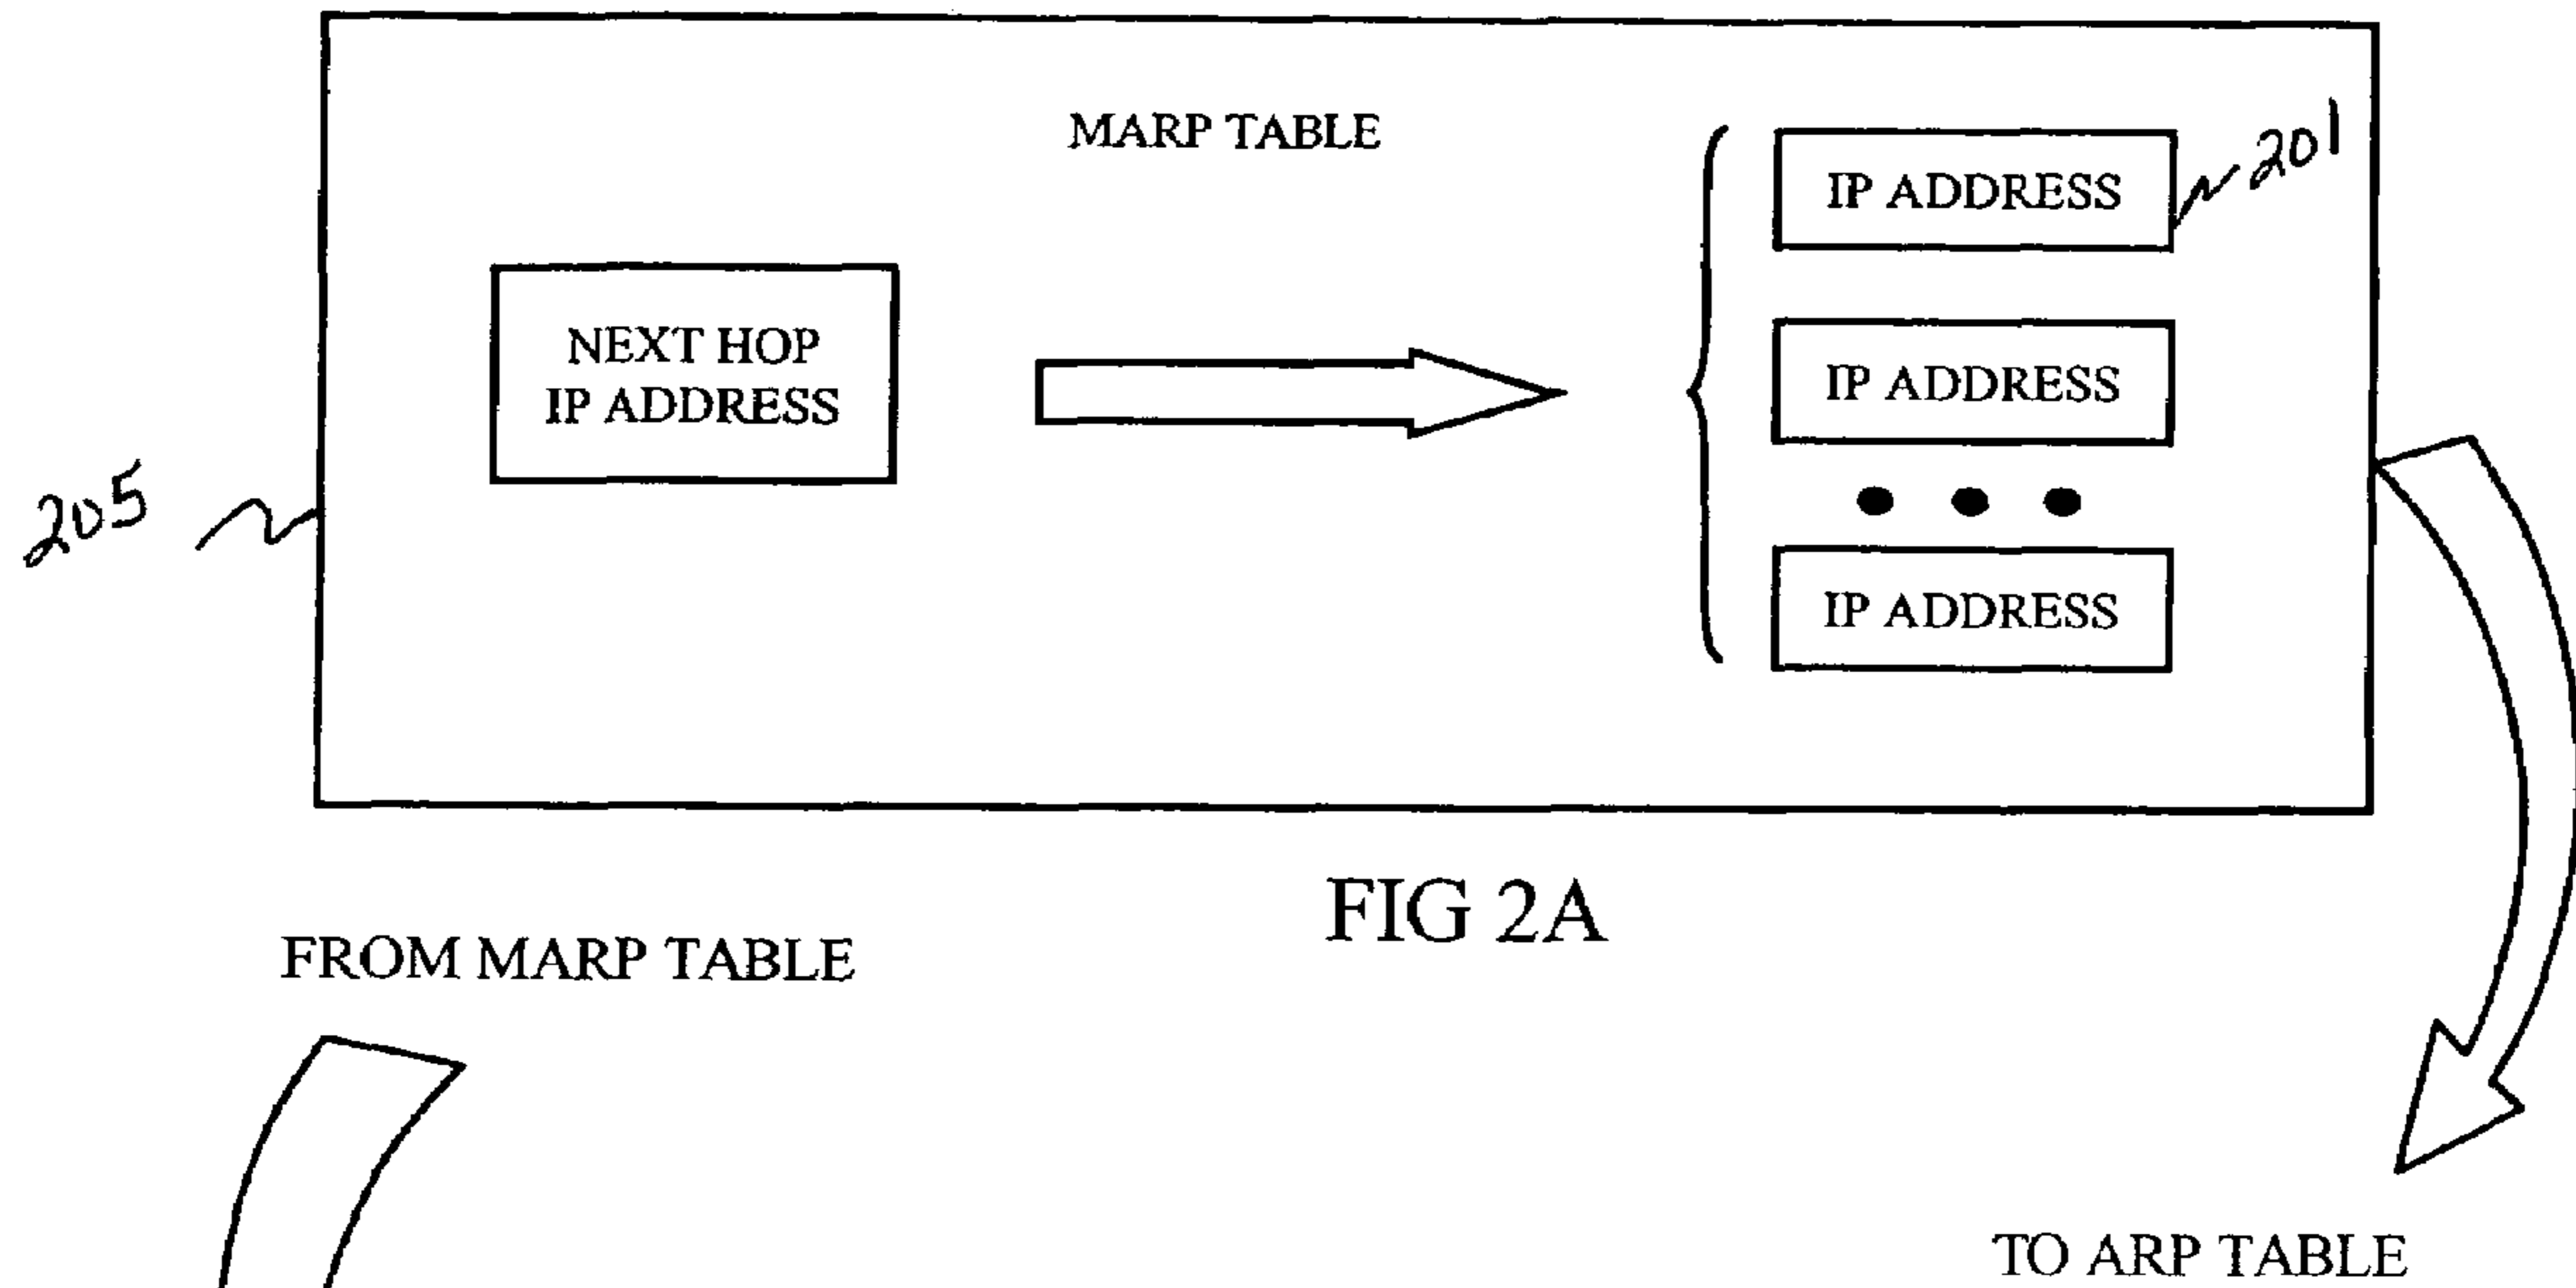 MARP TABLE
IP ADDRESS
201
NEXT HOP
IP ADDRESS
IP ADDRESS
205
IP ADDRESS
FIG 2A
FROM MARP TABLE
TO ARP TABLE